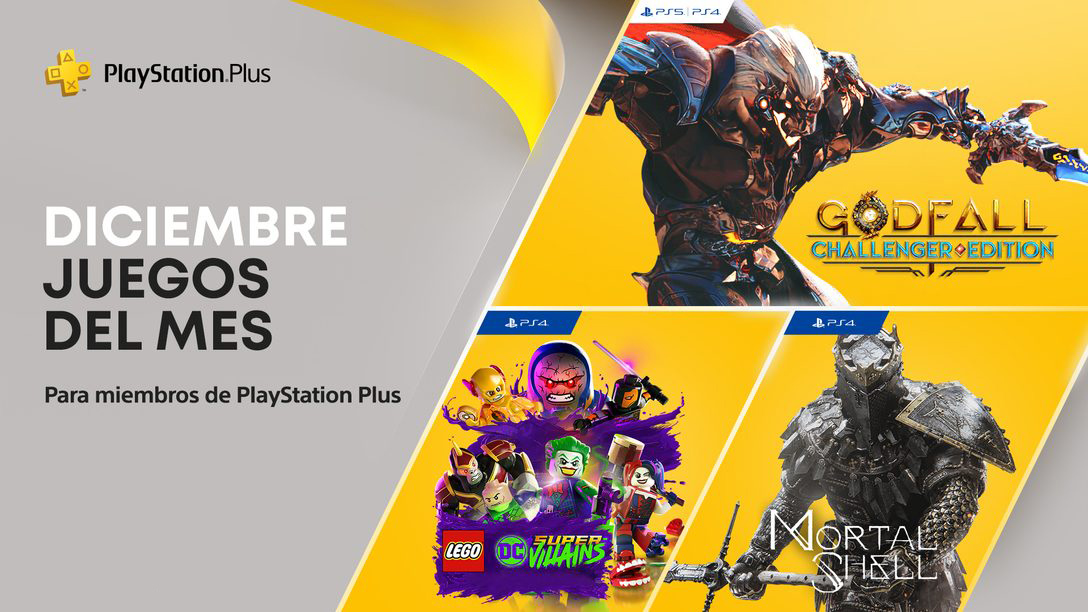 PlayStation.Plus
DICIEMBRE
JUEGOS
DEL MES
Para miembros de PlayStation Plus
PS5 | PS4
GODFALL
CHALLENGER EDITION
PS4
LEGO DC SUPER-
VILLAINS
PS4
MORTAL
SHELL